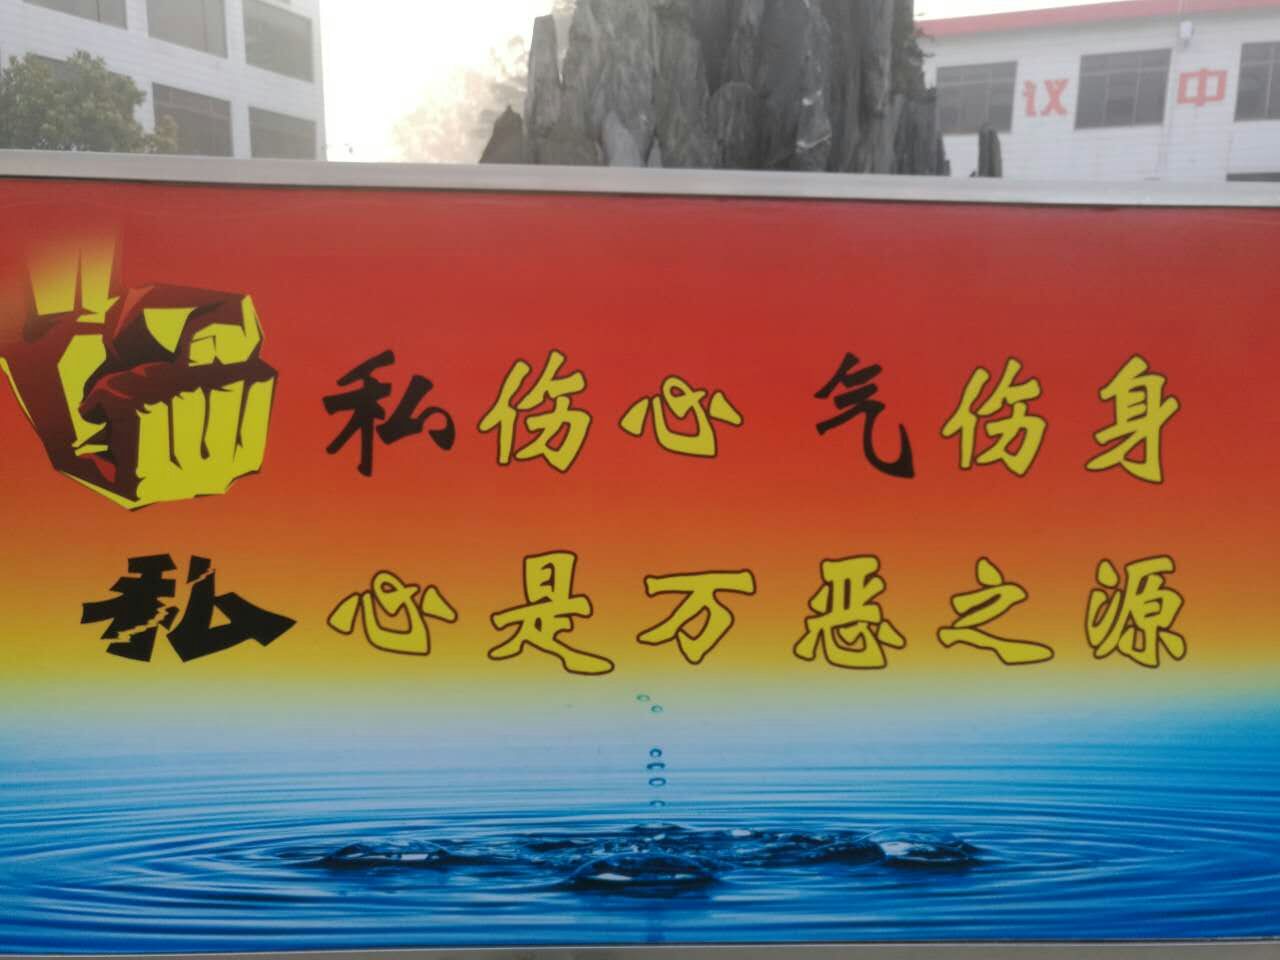 议 中
私伤心 气伤身
私心是万恶之源